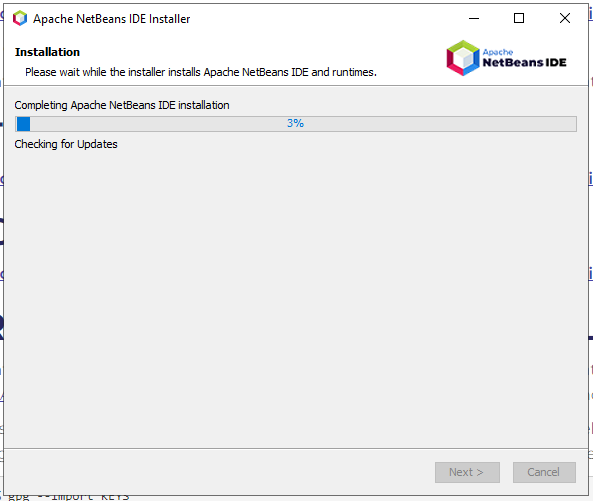 Apache NetBeans IDE Installer
Installation
Please wait while the installer installs Apache NetBeans IDE and runtimes.
Apache
NetBeans IDE
Completing Apache NetBeans IDE installation
3%
Checking for Updates
Next >
Cancel
gpg --import KEYS